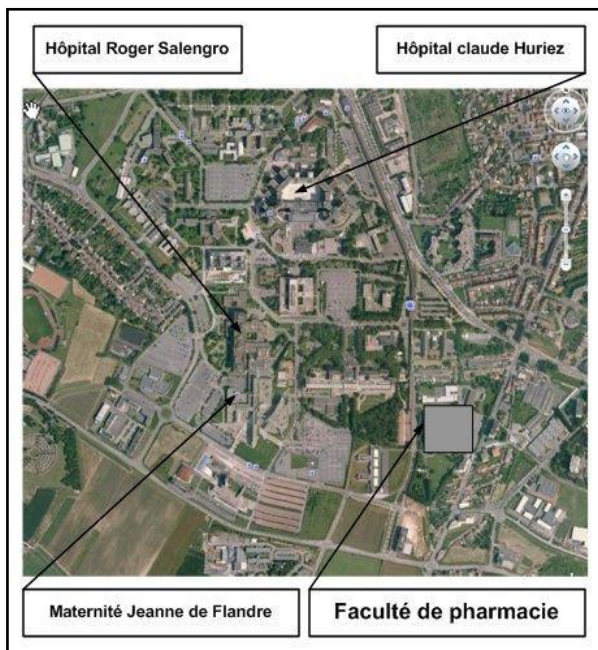 Hôpital Roger Salengro
Hôpital claude Huriez
Maternité Jeanne de Flandre
Faculté de pharmacie